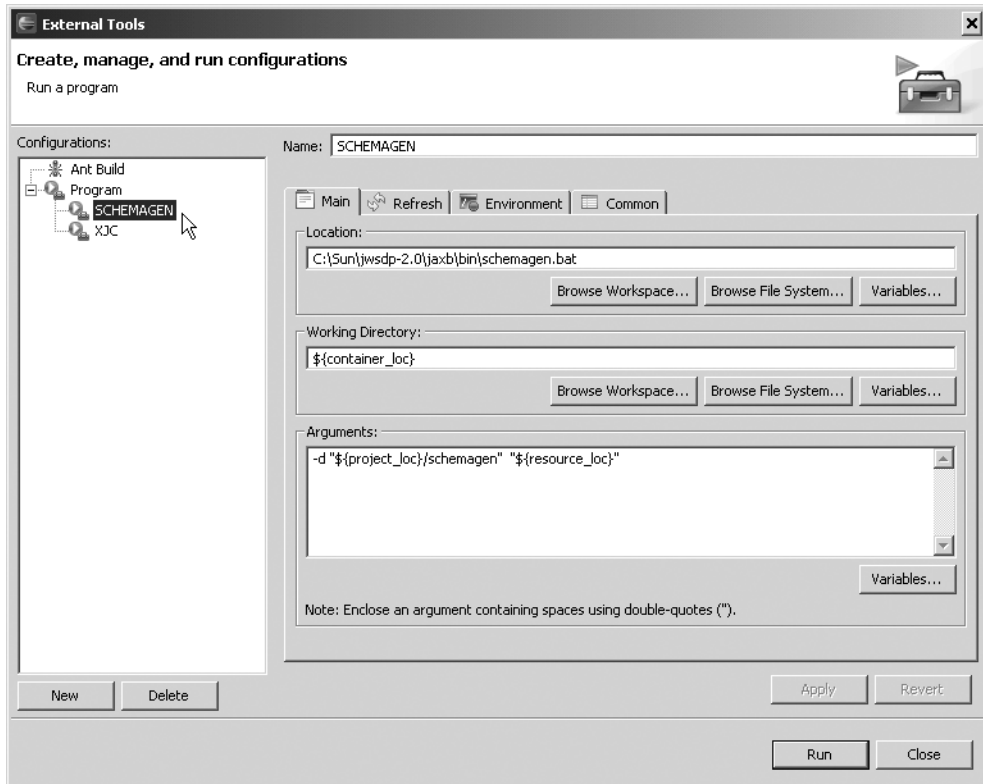 External Tools
Create, manage, and run configurations
Run a program
Configurations:
Ant Build
Program
SCHEMAGEN
XJC
New
Delete
Name: SCHEMAGEN
Main Refresh Environment Common
Location:
C:\Sun\jwsdp-2.0\jaxb\bin\schemagen.bat
Browse Workspace... Browse File System... Variables...
Working Directory:
${container_loc}
Browse Workspace... Browse File System... Variables...
Arguments:
-d "${project_loc}/schemagen" "${resource_loc}"
Variables...
Note: Enclose an argument containing spaces using double-quotes (").
Apply Revert
Run Close